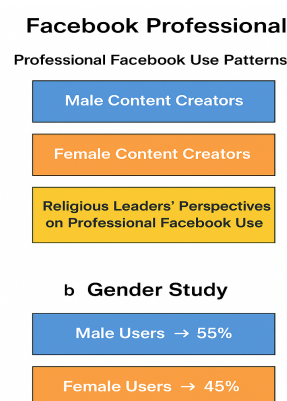 Facebook Professional
Professional Facebook Use Patterns
Male Content Creators
Female Content Creators
Religious Leaders’ Perspectives
on Professional Facebook Use
b Gender Study
Male Users → 55%
Female Users → 45%